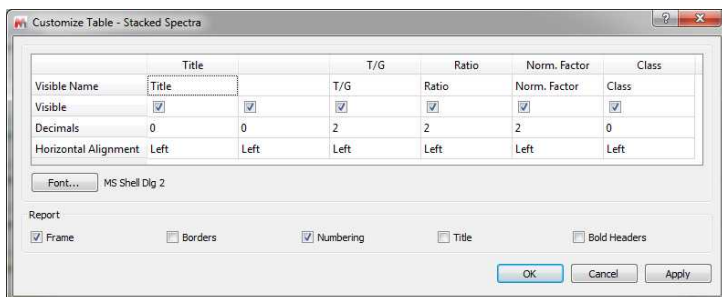 Customize Table - Stacked Spectra
Title T/G Ratio Norm. Factor Class
Visible Name Title T/G Ratio Norm. Factor Class
Visible
Decimals 0 0 2 2 2 0
Horizontal Alignment Left Left Left Left Left Left
Font... MS Shell Dlg 2
Report
Frame Borders Numbering Title Bold Headers
OK Cancel Apply